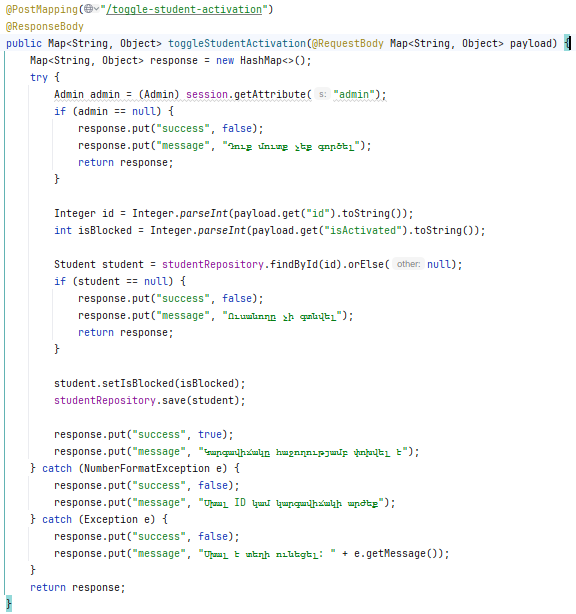 @PostMapping("/toggle-student-activation")
@ResponseBody
public Map<String, Object> toggleStudentActivation(@RequestBody Map<String, Object> payload) {
    Map<String, Object> response = new HashMap<>();
    try {
        Admin admin = (Admin) session.getAttribute( s: "admin");
        if (admin == null) {
            response.put("success", false);
            response.put("message", "Դուք մուտք չեք գործել");
            return response;
        }

        Integer id = Integer.parseInt(payload.get("id").toString());
        int isBlocked = Integer.parseInt(payload.get("isActivated").toString());

        Student student = studentRepository.findById(id).orElse( other: null);
        if (student == null) {
            response.put("success", false);
            response.put("message", "Ուսանողը չի գտնվել");
            return response;
        }

        student.setIsBlocked(isBlocked);
        studentRepository.save(student);

        response.put("success", true);
        response.put("message", "Կարգավիճակը հաջողությամբ փոխվել է");
    } catch (NumberFormatException e) {
        response.put("success", false);
        response.put("message", "Սխալ ID կամ կարգավիճակի արժեք");
    } catch (Exception e) {
        response.put("success", false);
        response.put("message", "Սխալ է տեղի ունեցել: " + e.getMessage());
    }
    return response;
}